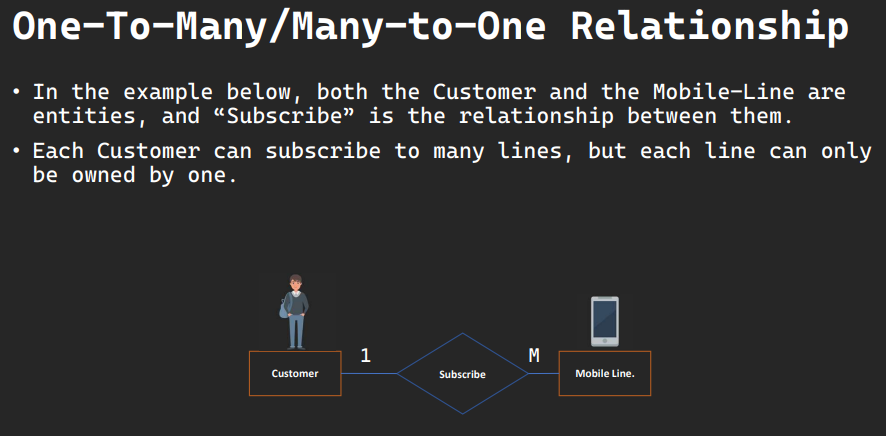 One-To-Many/Many-to-One Relationship
• In the example below, both the Customer and the Mobile-Line are
entities, and “Subscribe” is the relationship between them.
• Each Customer can subscribe to many lines, but each line can only
be owned by one.
1
M
Customer
Subscribe
Mobile Line.